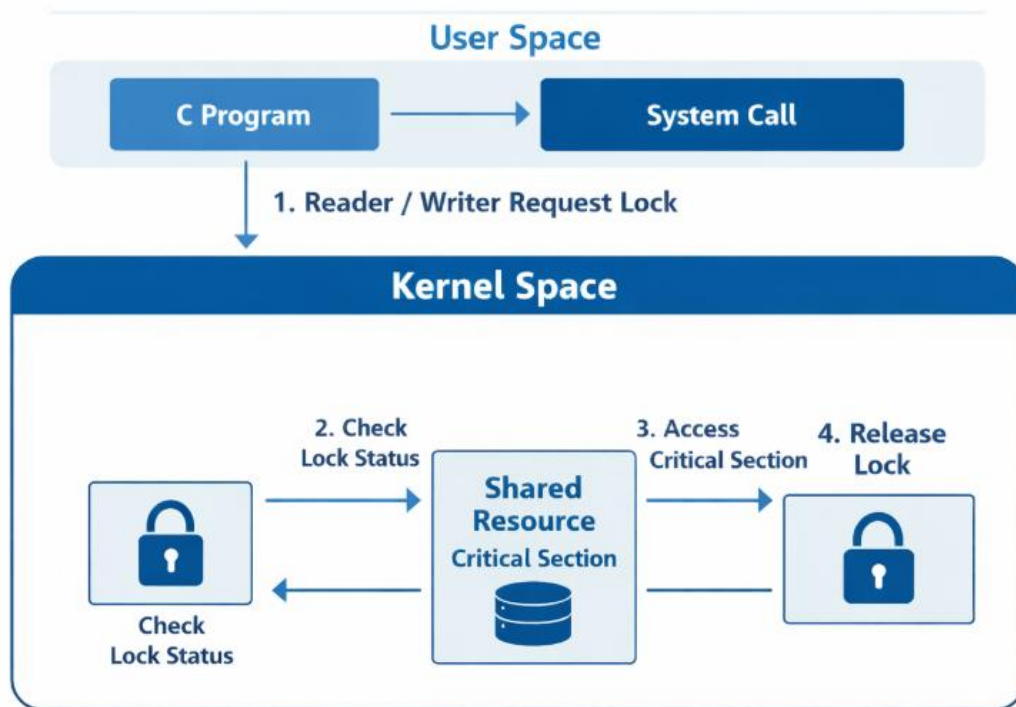 User Space
C Program
System Call
1. Reader / Writer Request Lock
Kernel Space
2. Check
Lock Status
3. Access
Critical Section
4. Release
Lock
Shared
Resource
Critical Section
Check
Lock Status